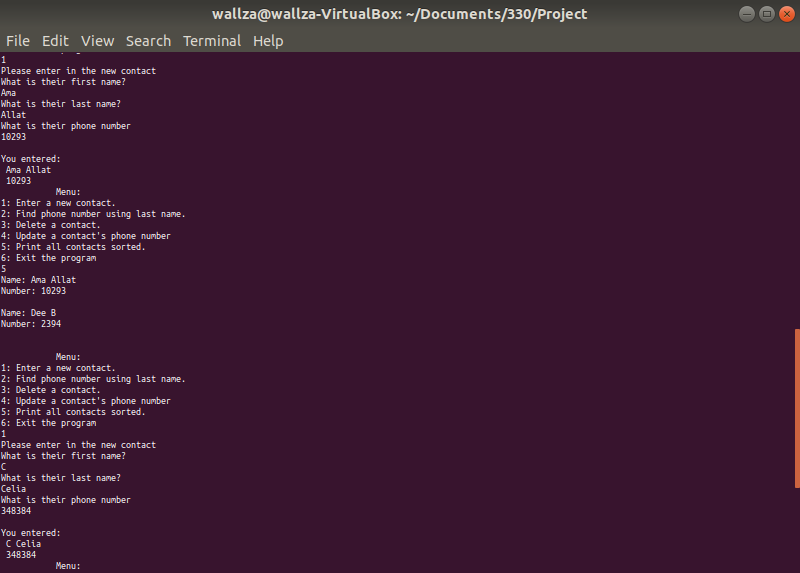 wallza@wallza-VirtualBox: ~/Documents/330/Project
File Edit View Search Terminal Help
1
Please enter in the new contact
What is their first name?
Ama
What is their last name?
Allat
What is their phone number
10293
You entered:
Ama Allat
10293
Menu:
1: Enter a new contact.
2: Find phone number using last name.
3: Delete a contact.
4: Update a contact's phone number
5: Print all contacts sorted.
6: Exit the program
5
Name: Ama Allat
Number: 10293
Name: Dee B
Number: 2394
Menu:
1: Enter a new contact.
2: Find phone number using last name.
3: Delete a contact.
4: Update a contact's phone number
5: Print all contacts sorted.
6: Exit the program
1
Please enter in the new contact
What is their first name?
C
What is their last name?
Celia
What is their phone number
348384
You entered:
C Celia
348384
Menu: